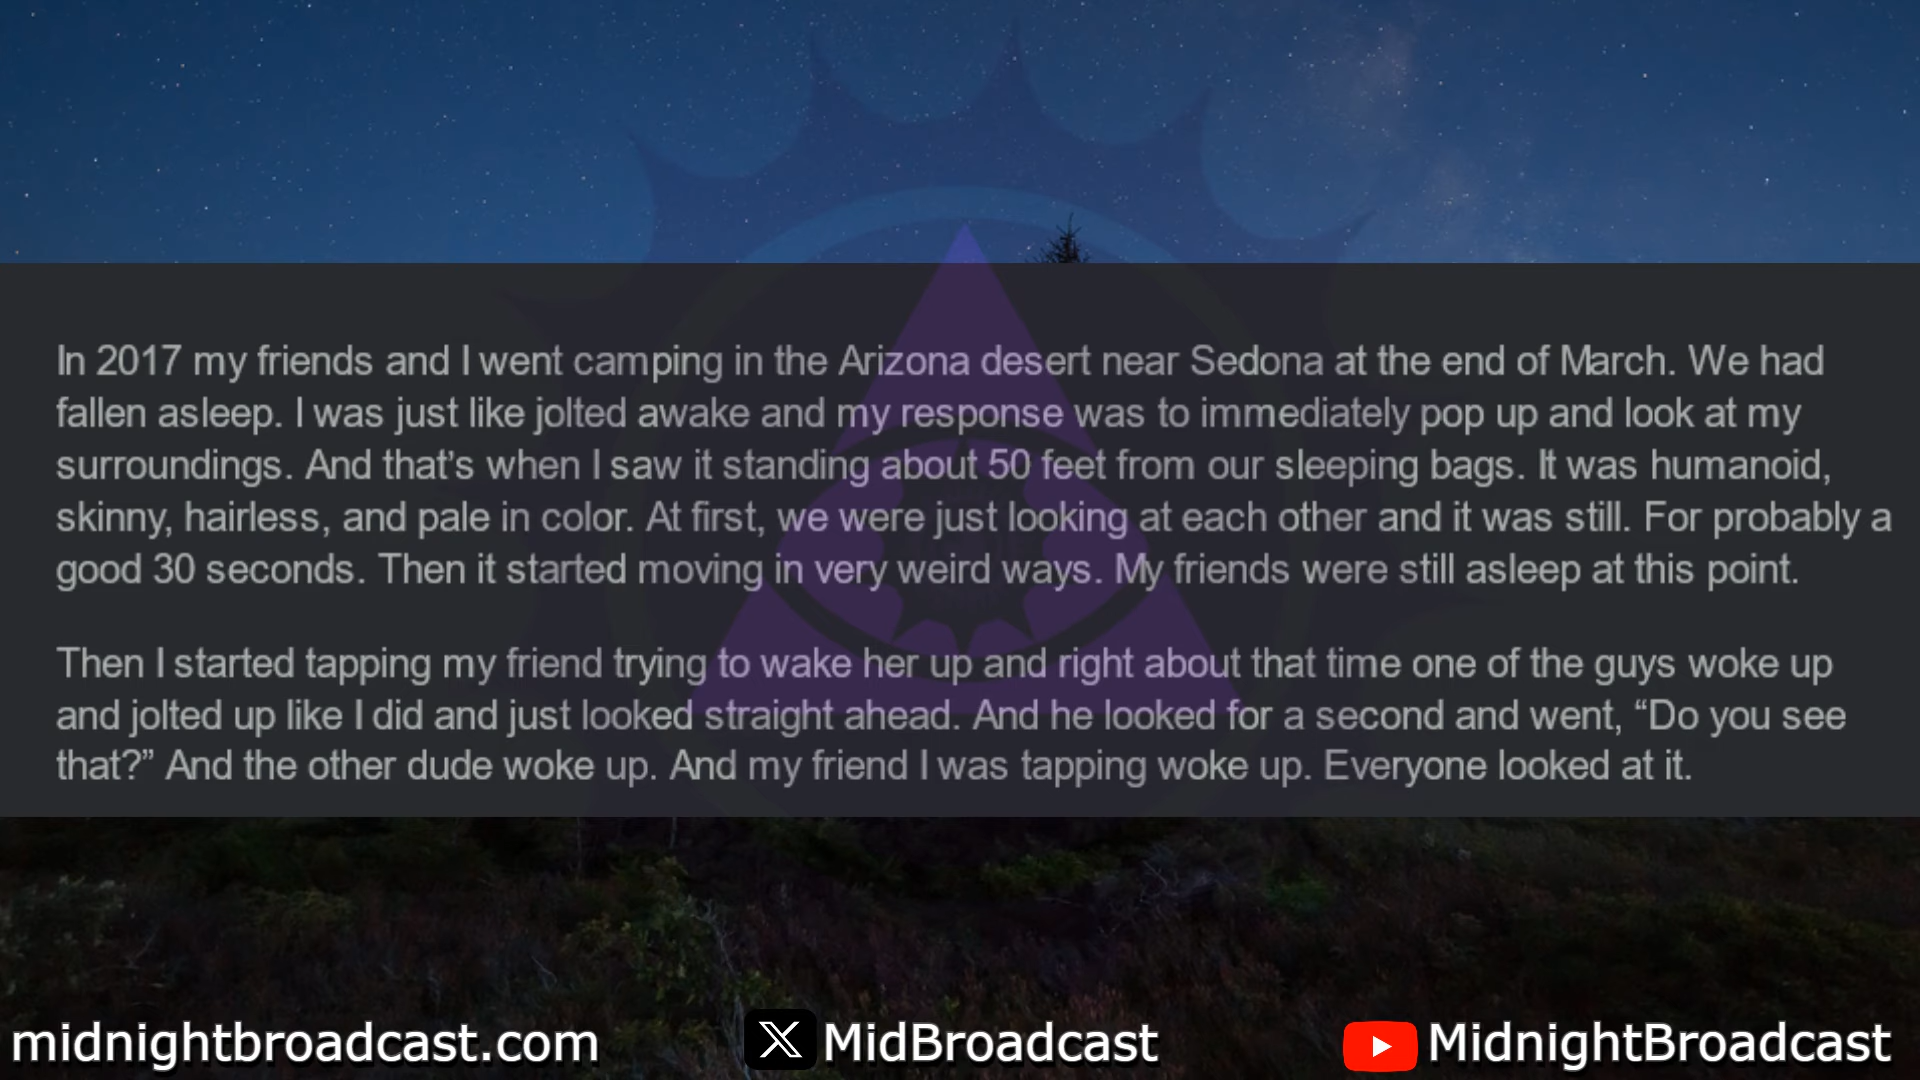 In 2017 my friends and I went camping in the Arizona desert near Sedona at the end of March. We had
fallen asleep. I was just like jolted awake and my response was to immediately pop up and look at my
surroundings. And that’s when I saw it standing about 50 feet from our sleeping bags. It was humanoid,
skinny, hairless, and pale in color. At first, we were just looking at each other and it was still. For probably a
good 30 seconds. Then it started moving in very weird ways. My friends were still asleep at this point.
Then I started tapping my friend trying to wake her up and right about that time one of the guys woke up
and jolted up like I did and just looked straight ahead. And he looked for a second and went, “Do you see
that?” And the other dude woke up. And my friend I was tapping woke up. Everyone looked at it.
midnightbroadcast.com
MidBroadcast
MidnightBroadcast